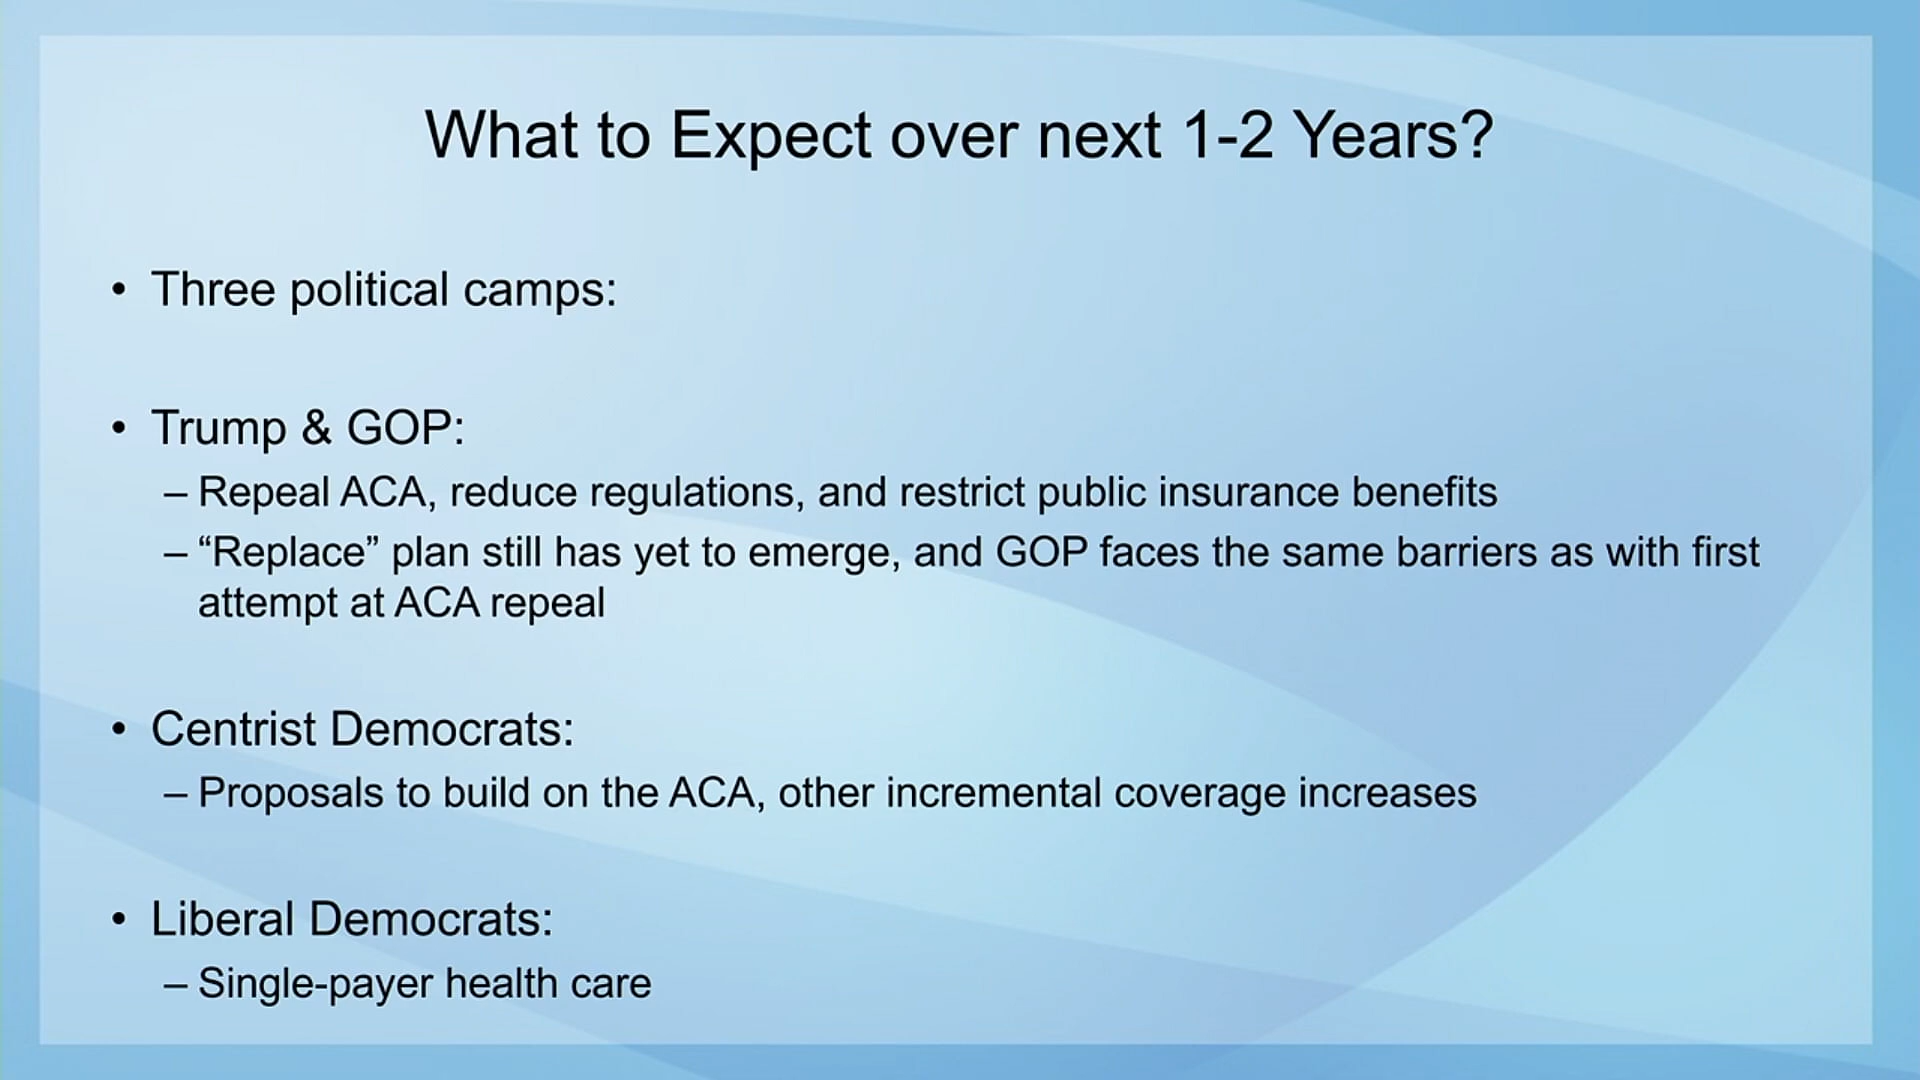 What to Expect over next 1-2 Years?
• Three political camps:
• Trump & GOP:
– Repeal ACA, reduce regulations, and restrict public insurance benefits
– “Replace” plan still has yet to emerge, and GOP faces the same barriers as with first
attempt at ACA repeal
• Centrist Democrats:
– Proposals to build on the ACA, other incremental coverage increases
• Liberal Democrats:
– Single-payer health care